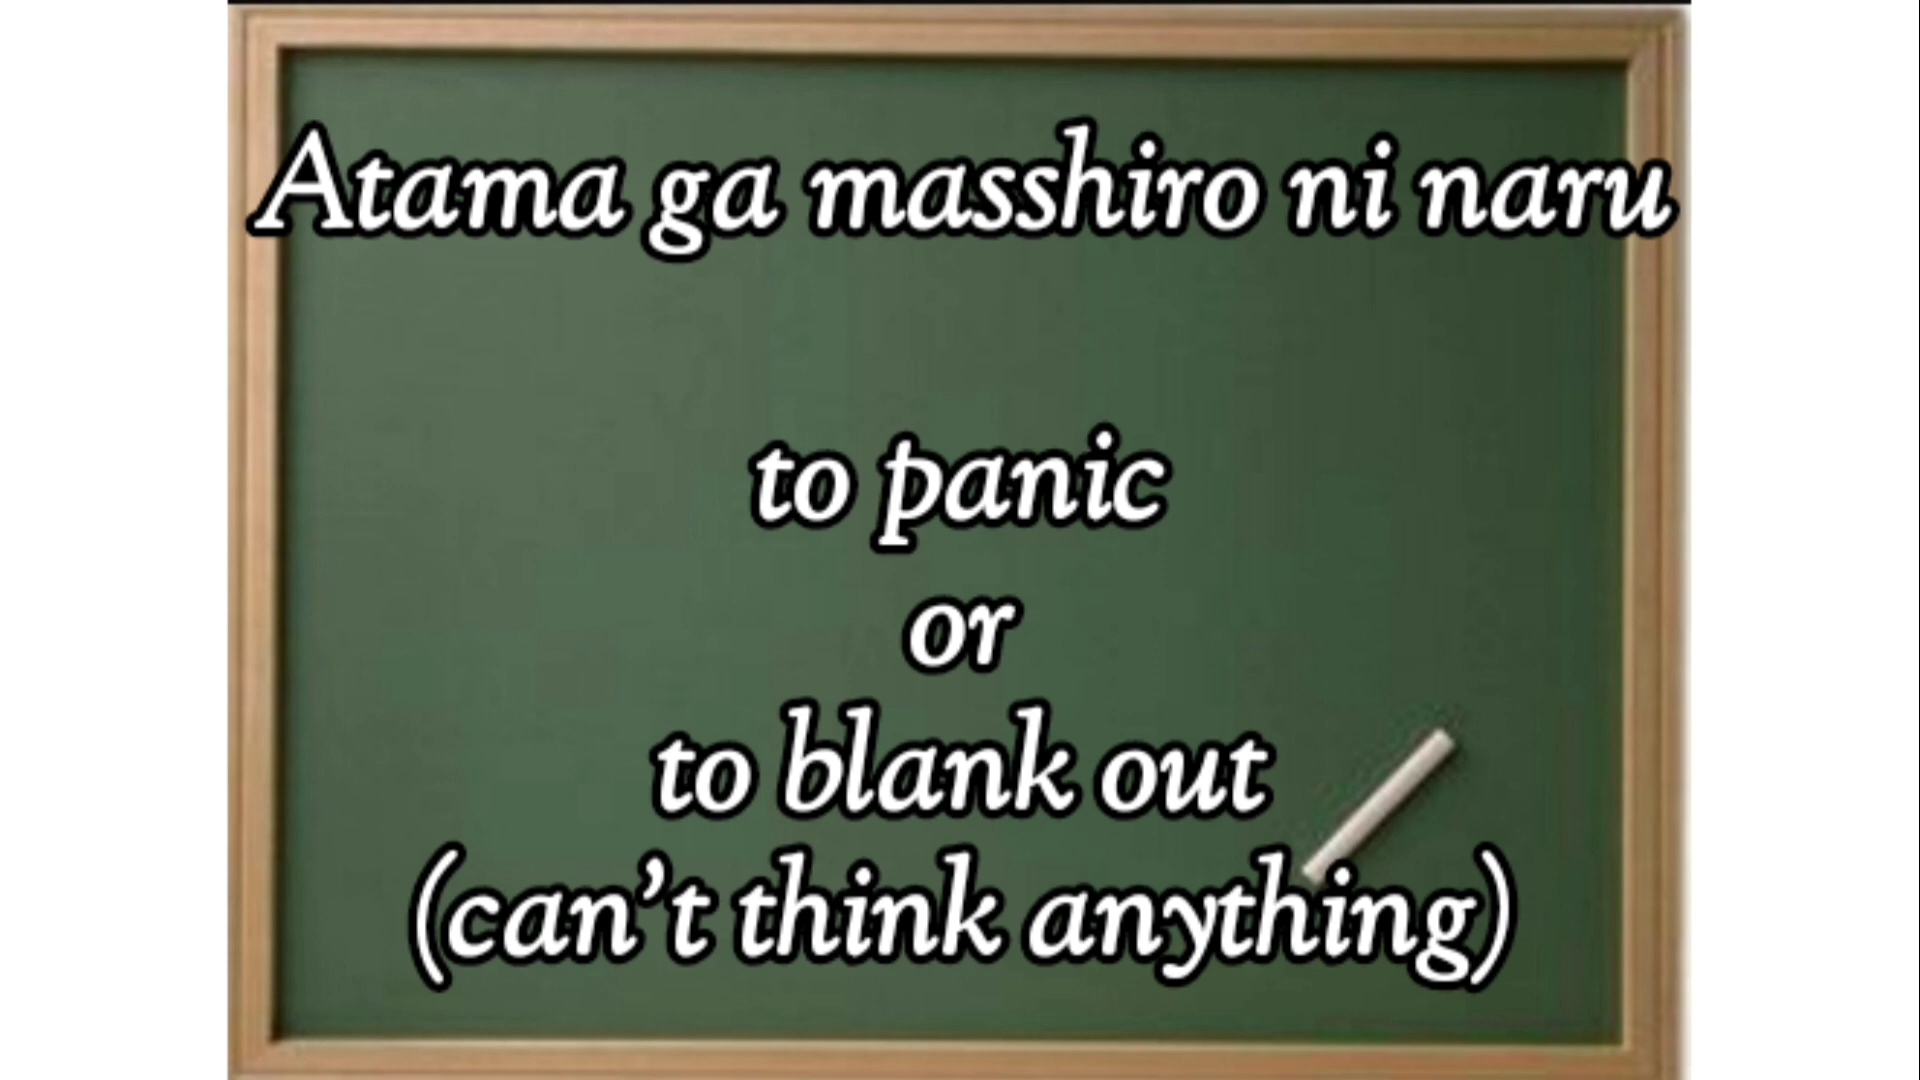 Atama ga masshiro ni naru
to panic
or
to blank out
(can't think anything)